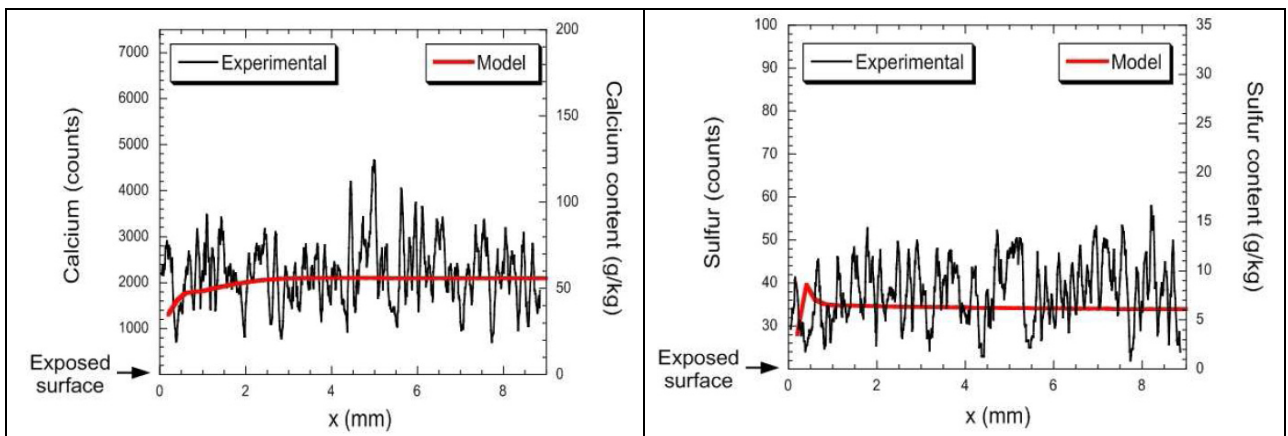 Experimental
Model
7000
6000
5000
4000
3000
2000
1000
Calcium (counts)
200
150
100
50
0
Calcium content (g/kg)
Exposed
surface
0
2
4
6
8
x (mm)
Experimental
Model
100
90
80
70
60
50
40
30
Sulfur (counts)
35
30
25
20
15
10
5
0
Sulfur content (g/kg)
Exposed
surface
0
2
4
6
8
x (mm)